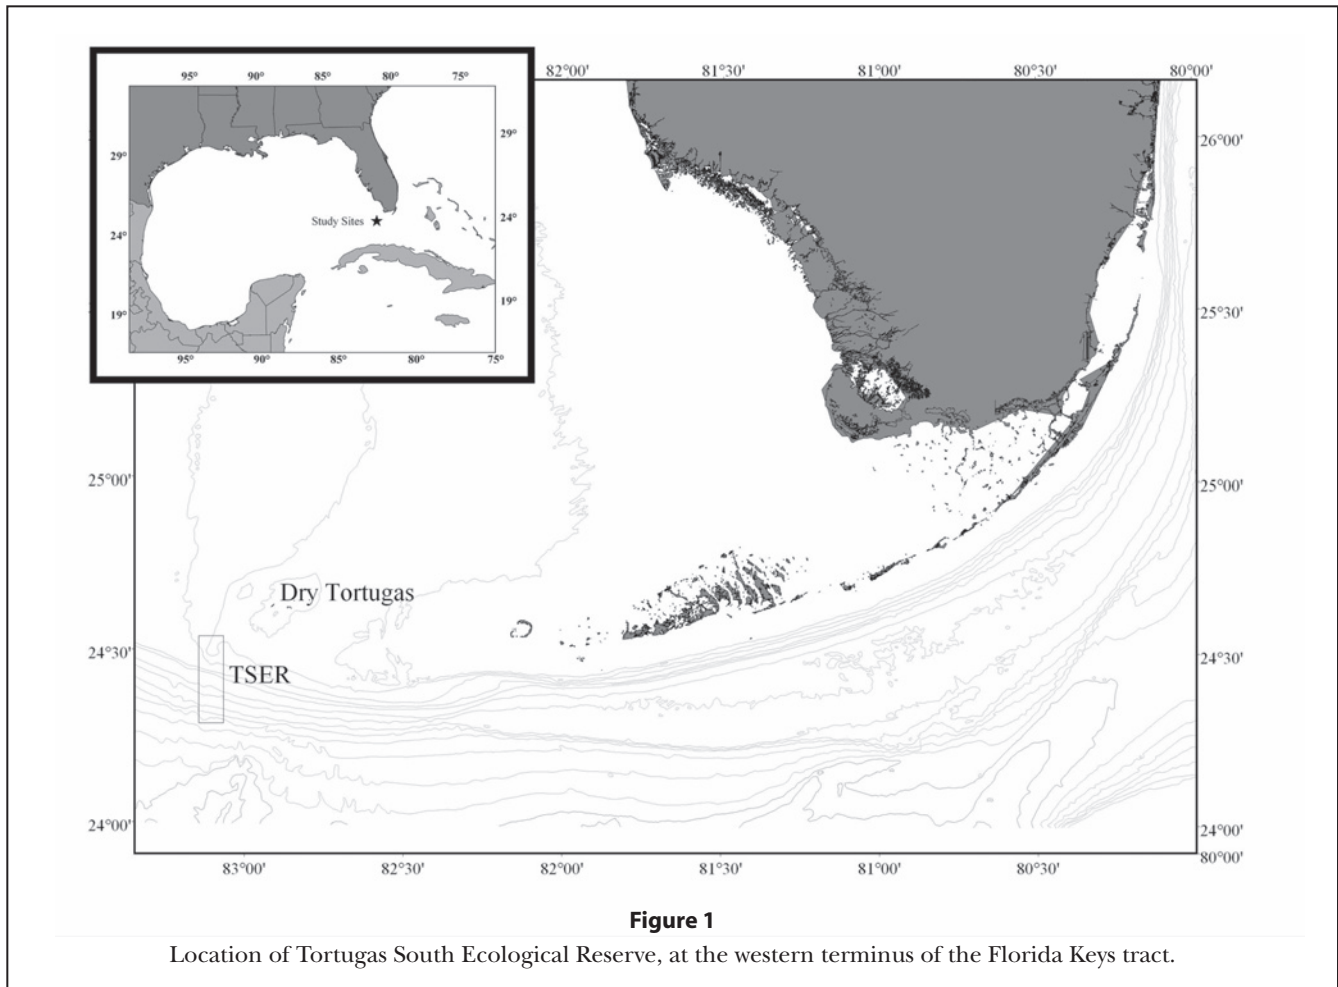 95° 90° 85° 80° 75°
29° 29°
Study Sites
24° 24°
19° 19°
95° 90° 85° 80° 75°
82°00' 81°30' 81°00' 80°30' 80°00'
26°00'
25°30'
25°00' 25°00'
Dry Tortugas
24°30' 24°30'
TSER
24°00' 24°00'
80°00'
83°00' 82°30' 82°00' 81°30' 81°00' 80°30'
Figure 1
Location of Tortugas South Ecological Reserve, at the western terminus of the Florida Keys tract.